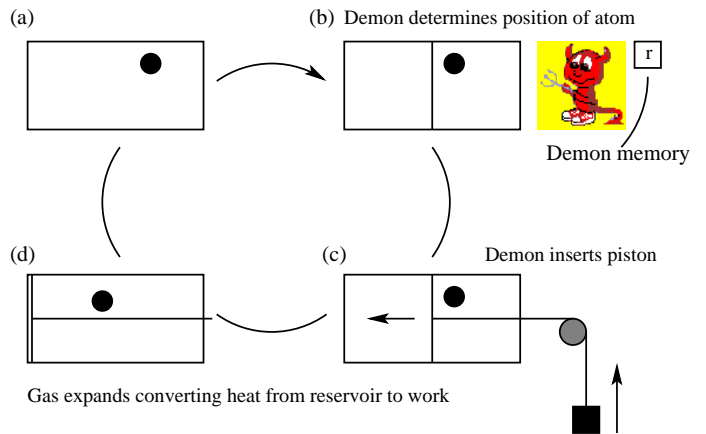 (a)
(b) Demon determines position of atom
r
Demon memory
(d)
(c)
Demon inserts piston
Gas expands converting heat from reservoir to work